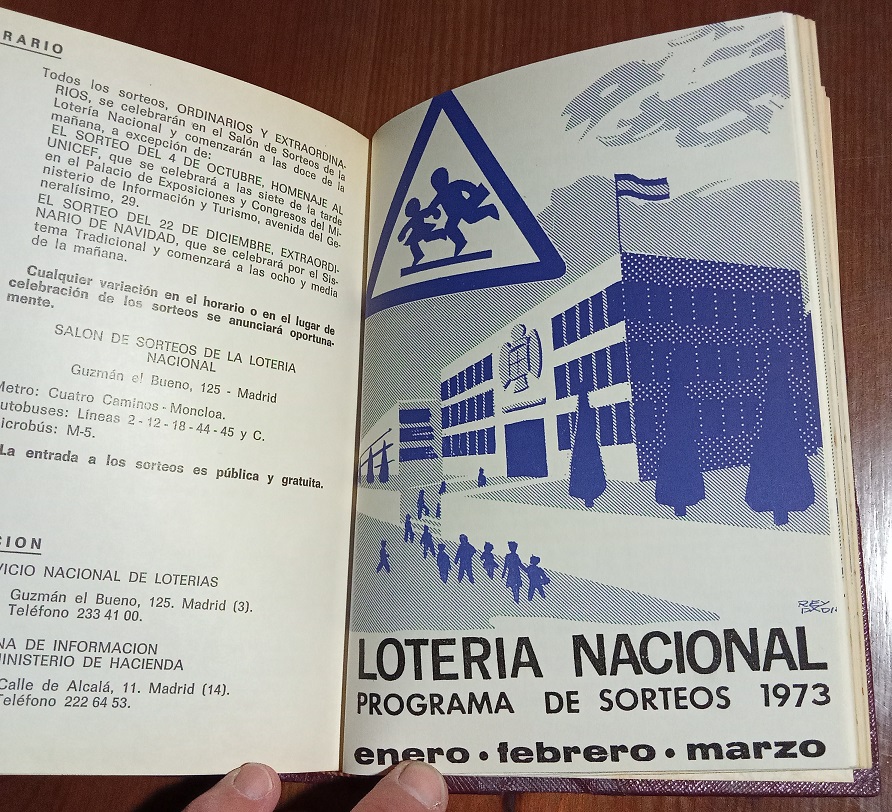 RARIO
Todos los sorteos, ORDINARIOS Y EXTRAORDINA-
RIOS, se celebrarán en el Salón de Sorteos de la
Lotería Nacional y comenzarán a las doce de la
mañana, a excepción de:
EL SORTEO DEL 4 DE OCTUBRE, HOMENAJE AL
UNICEF, que se celebrará a las siete de la tarde
en el Palacio de Exposiciones y Congresos del Mi-
nisterio de Información y Turismo, avenida del Ge-
neralísimo, 29.
EL SORTEO DEL 22 DE DICIEMBRE, EXTRAORDI-
NARIO DE NAVIDAD, que se celebrará por el Sis-
tema Tradicional y comenzará a las ocho y media
de la mañana.
Cualquier variación en el horario o en el lugar de
celebración de los sorteos se anunciará oportuna-
mente.
SALON DE SORTEOS DE LA LOTERIA
NACIONAL
Guzmán el Bueno, 125 - Madrid
Metro: Cuatro Caminos - Moncloa.
utobuses: Líneas 2 - 12 - 18 - 44 - 45 y C.
icrobús: M-5.
La entrada a los sorteos es pública y gratuita.
CION
VICIO NACIONAL DE LOTERIAS
Guzmán el Bueno, 125. Madrid (3).
Teléfono 233 41 00.
NA DE INFORMACION
MINISTERIO DE HACIENDA
Calle de Alcalá, 11. Madrid (14).
Teléfono 222 64 53.
REY
LOTERIA NACIONAL
PROGRAMA DE SORTEOS 1973
enero • febrero • marzo